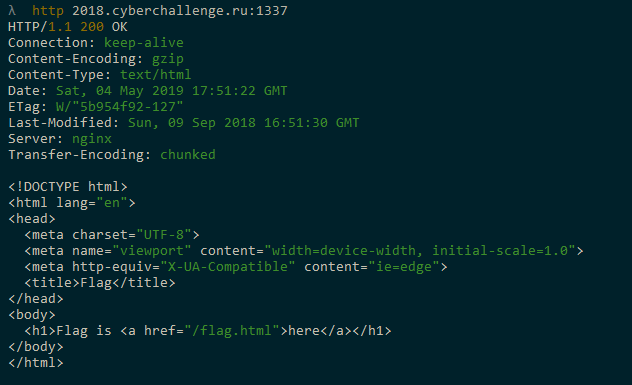 λ  http 2018.cyberchallenge.ru:1337
HTTP/1.1 200 OK
Connection: keep-alive
Content-Encoding: gzip
Content-Type: text/html
Date: Sat, 04 May 2019 17:51:22 GMT
ETag: W/"5b954f92-127"
Last-Modified: Sun, 09 Sep 2018 16:51:30 GMT
Server: nginx
Transfer-Encoding: chunked

<!DOCTYPE html>
<html lang="en">
<head>
  <meta charset="UTF-8">
  <meta name="viewport" content="width=device-width, initial-scale=1.0">
  <meta http-equiv="X-UA-Compatible" content="ie=edge">
  <title>Flag</title>
</head>
<body>
  <h1>Flag is <a href="/flag.html">here</a></h1>
</body>
</html>